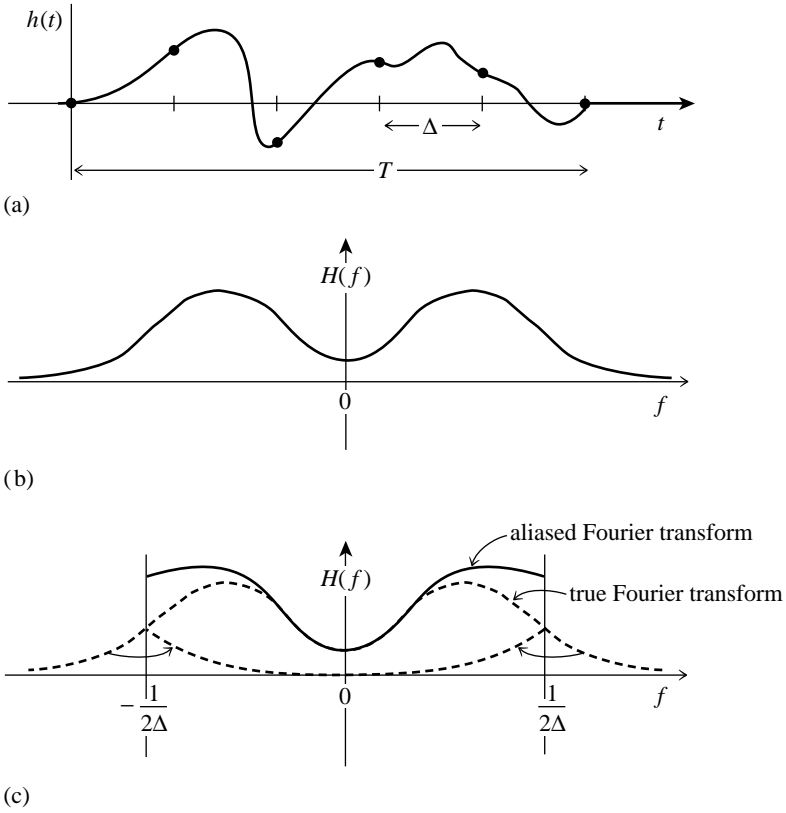 h(t)
Δ
t
T
(a)
H(f)
0
f
(b)
aliased Fourier transform
H(f)
true Fourier transform
− 1/2Δ
0
1/2Δ
f
(c)